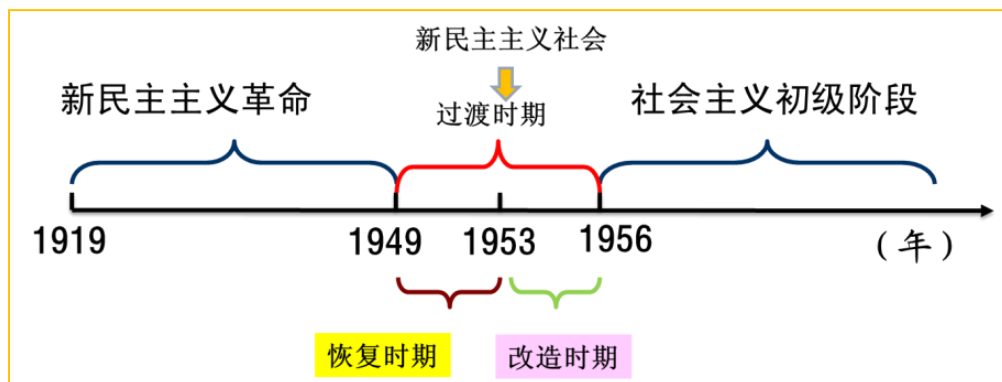 新民主主义社会
新民主主义革命
过渡时期
社会主义初级阶段
1919
1949
1953
1956
（年）
恢复时期
改造时期